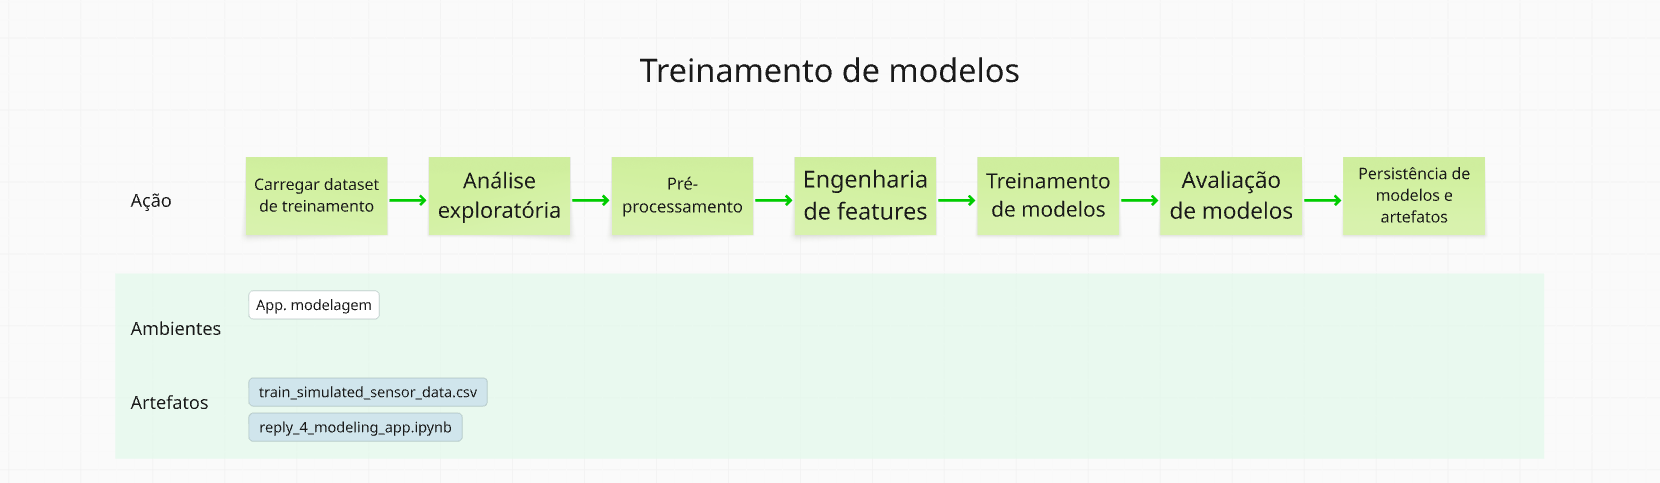 Treinamento de modelos
Ação
Carregar dataset
de treinamento
Análise
exploratória
Pré-
processamento
Engenharia
de features
Treinamento
de modelos
Avaliação
de modelos
Persistência de
modelos e
artefatos
Ambientes
App. modelagem
Artefatos
train_simulated_sensor_data.csv
reply_4_modeling_app.ipynb